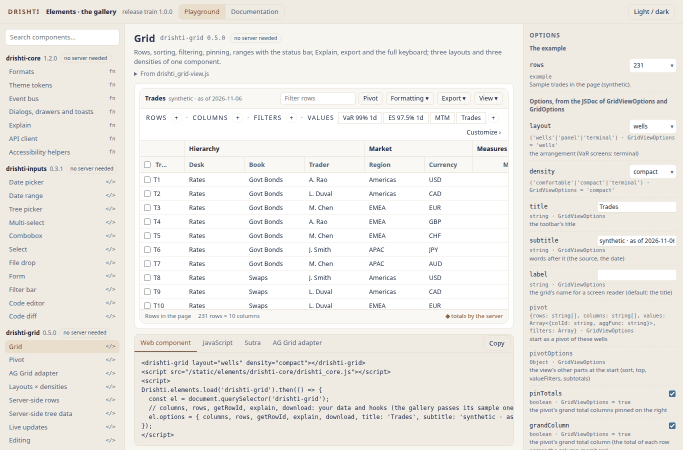 DRISHTI Elements · the gallery release train 1.0.0 Playground Documentation Light / dark
Search components...
drishti-core 1.2.0 no server needed
Formats fn
Theme tokens fn
Event bus fn
Dialogs, drawers and toasts fn
Explain fn
API client fn
Accessibility helpers fn
drishti-inputs 0.3.1 no server needed
Date picker </>
Date range </>
Tree picker </>
Multi-select </>
Combobox </>
Select </>
File drop </>
Form </>
Filter bar </>
Code editor </>
Code diff </>
drishti-grid 0.5.0 no server needed
Grid </>
Pivot </>
AG Grid adapter </>
Layouts × densities </>
Server-side rows </>
Server-side tree data </>
Live updates </>
Editing </>
Grid drishti-grid 0.5.0 no server needed
Rows, sorting, filtering, pinning, ranges with the status bar, Explain, export and the full keyboard; three layouts and three
densities of one component.
▸ From drishti_grid-view.js
Trades synthetic · as of 2026-11-06 Filter rows Pivot Formatting ▾ Export ▾ View ▾
ROWS + · COLUMNS + · FILTERS + · VALUES VaR 99% 1d ES 97.5% 1d MTM Trades +
Customize ›
Hierarchy Market Measures
Tr... Desk Book Trader Region Currency M
T1 Rates Govt Bonds A. Rao Americas USD
T2 Rates Govt Bonds L. Duval Americas CAD
T3 Rates Govt Bonds M. Chen EMEA EUR
T4 Rates Govt Bonds A. Rao EMEA GBP
T5 Rates Govt Bonds M. Chen EMEA CHF
T6 Rates Govt Bonds J. Smith APAC JPY
T7 Rates Govt Bonds M. Chen APAC AUD
T8 Rates Swaps J. Smith Americas USD
T9 Rates Swaps L. Duval Americas CAD
T10 Rates Swaps L. Duval EMEA EUR
Rows in the page 231 rows × 10 columns ◆ totals by the server
Web component JavaScript Sutra AG Grid adapter Copy
<drishti-grid layout="wells" density="compact"></drishti-grid>
<script src="/static/elements/drishti-core/drishti_core.js"></script>
<script>
Drishti.elements.load('drishti-grid').then(() => {
const el = document.querySelector('drishti-grid');
// columns, rows, getRowId, explain, download: your data and hooks (the gallery passes its sample one
el.options = { columns, rows, getRowId, explain, download, title: 'Trades', subtitle: 'synthetic · as
});
</script>
OPTIONS
The example
rows 231
example
Sample trades in the page (synthetic).
Options, from the JSDoc of GridViewOptions and
GridOptions
layout wells
('wells'|'panel'|'terminal') · GridViewOptions
= 'wells'
the arrangement (VaR screens: terminal)
density compact
('comfortable'|'compact'|'terminal') ·
GridViewOptions = 'compact'
title Trades
string · GridViewOptions
the toolbar's title
subtitle synthetic · as of 2026-11-06
string · GridViewOptions
words after it (the source, the date)
label
string · GridViewOptions
the grid's name for a screen reader (default: the title)
pivot
{rows: string[], columns: string[], values:
Array<{colId: string, aggFunc: string}>,
filters: Array} · GridViewOptions
start as a pivot of these wells
pivotOptions
Object · GridViewOptions
the view's other parts at the start (sort, top,
valueFilters, subtotals)
pinTotals
boolean · GridViewOptions = true
the pivot's grand total columns pinned on the right
grandColumn
boolean · GridViewOptions = true
the pivot's grand total column (the total of each row